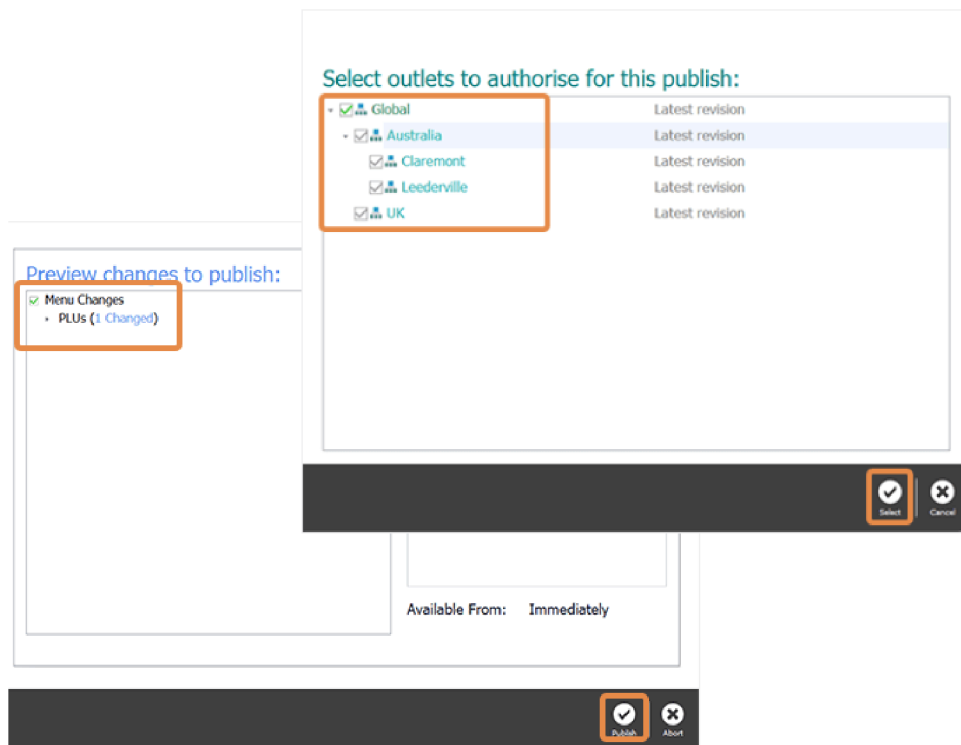 Select outlets to authorise for this publish:
Global Latest revision
Australia Latest revision
Claremont Latest revision
Leederville Latest revision
UK Latest revision
Select Cancel
Preview changes to publish:
Menu Changes
PLUs (1 Changed)
Available From: Immediately
Publish Abort